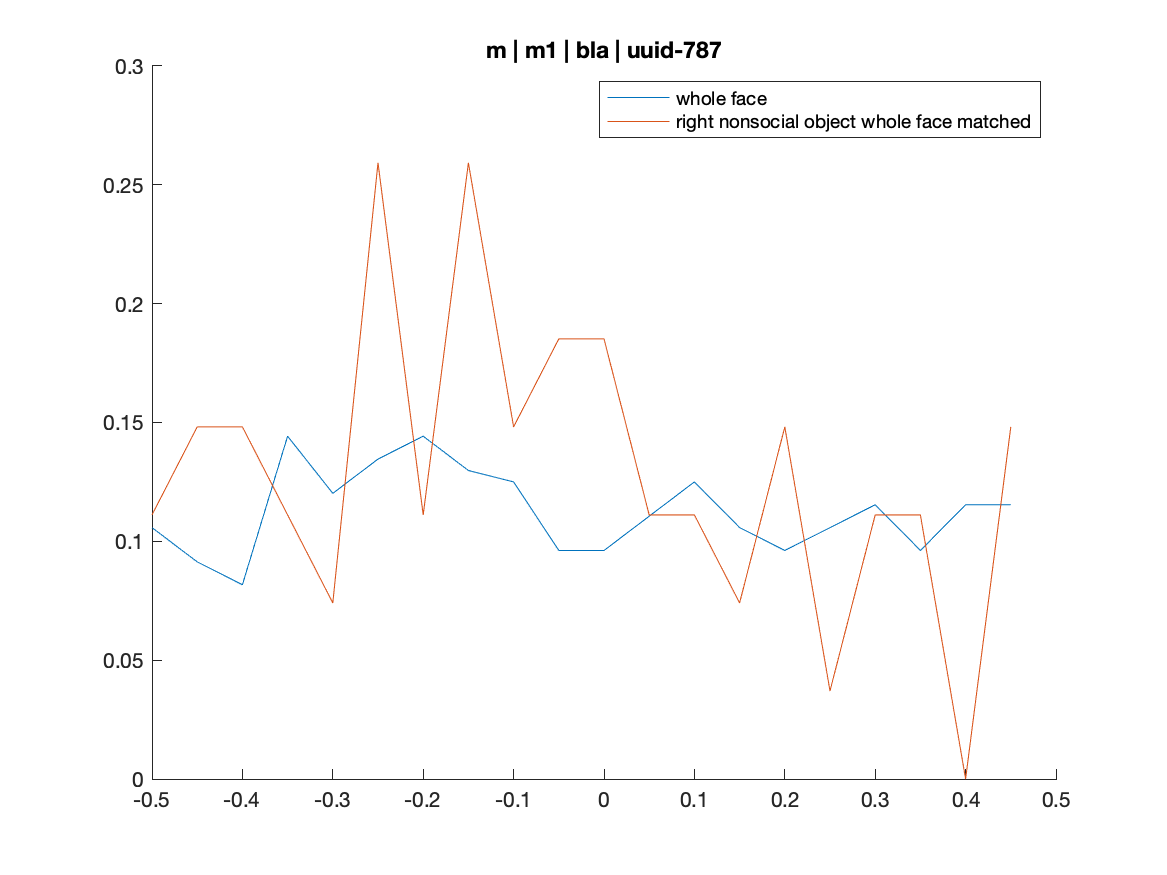 m | m1 | bla | uuid-787
whole face
right nonsocial object whole face matched
0.3
0.25
0.2
0.15
0.1
0.05
0
-0.5 -0.4 -0.3 -0.2 -0.1 0 0.1 0.2 0.3 0.4 0.5